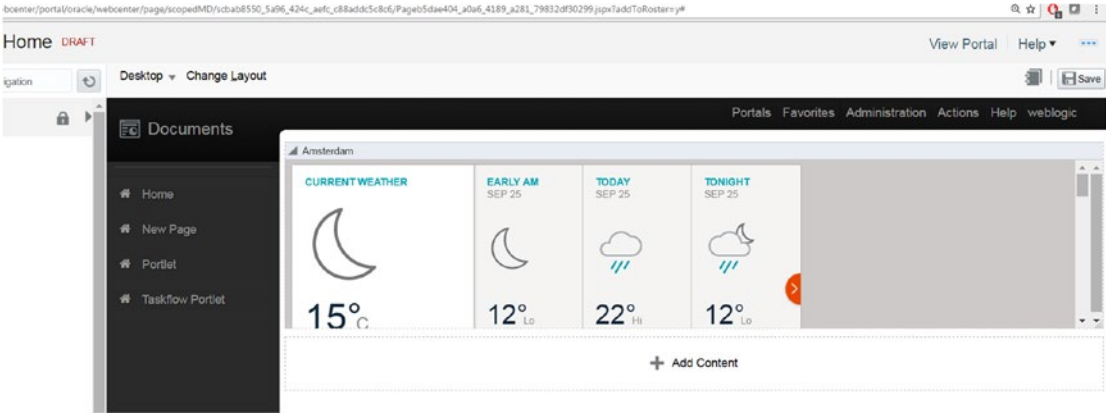 bcenter/portal/oracle/webcenter/page/scopedMD/scbab8550_5a96_424c_aefc_c88addc5c8c6/Pageb5dae404_a0a6_4189_a281_79832df30299.jspx?addToRoster=y#
Home DRAFT
View Portal Help
igation
Desktop Change Layout
Save
Documents
Portals Favorites Administration Actions Help weblogic
Home
New Page
Portlet
Taskflow Portlet
Amsterdam
CURRENT WEATHER
15°C
EARLY AM
SEP 25
12° Lo
TODAY
SEP 25
22° Hi
TONIGHT
SEP 25
12° Lo
Add Content